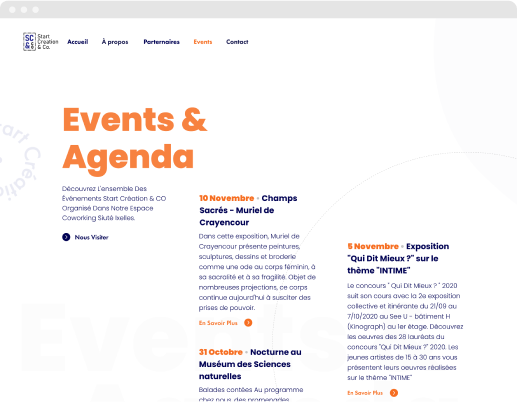 SC
&
Start
Création
& Co.
Accueil
À propos
Parternaires
Events
Contact
Events &
Agenda
Découvrez L'ensemble Des
Évènements Start Création & CO
Organisé Dans Notre Espace
Coworking Siuté Ixelles.
Nous Visiter
10 Novembre - Champs
Sacrés - Muriel de
Crayencour
Dans cette exposition, Muriel de
Crayencour présente peintures,
sculptures, dessins et broderie
comme une ode au corps féminin, à
sa sacralité et à sa fragilité. Objet de
nombreuses projections, ce corps
continue aujourd'hui à susciter des
prises de pouvoir.
En Savoir Plus
31 Octobre - Nocturne au
Muséum des Sciences
naturelles
Balades contées Au programme
chez nous, des promenades
5 Novembre - Exposition
"Qui Dit Mieux ?" sur le
thème "INTIME"
Le concours " Qui Dit Mieux ? " 2020
suit son cours avec la 2e exposition
collective et itinérante du 21/09 au
7/10/2020 au See U - bâtiment H
(Kinograph) au 1er étage. Découvrez
les oeuvres des 28 lauréats du
concours "Qui Dit Mieux ?" 2020. Les
jeunes artistes de 15 à 30 ans vous
présentent leurs oeuvres réalisées
sur le thème "INTIME"
En Savoir Plus
Start
Création
Events